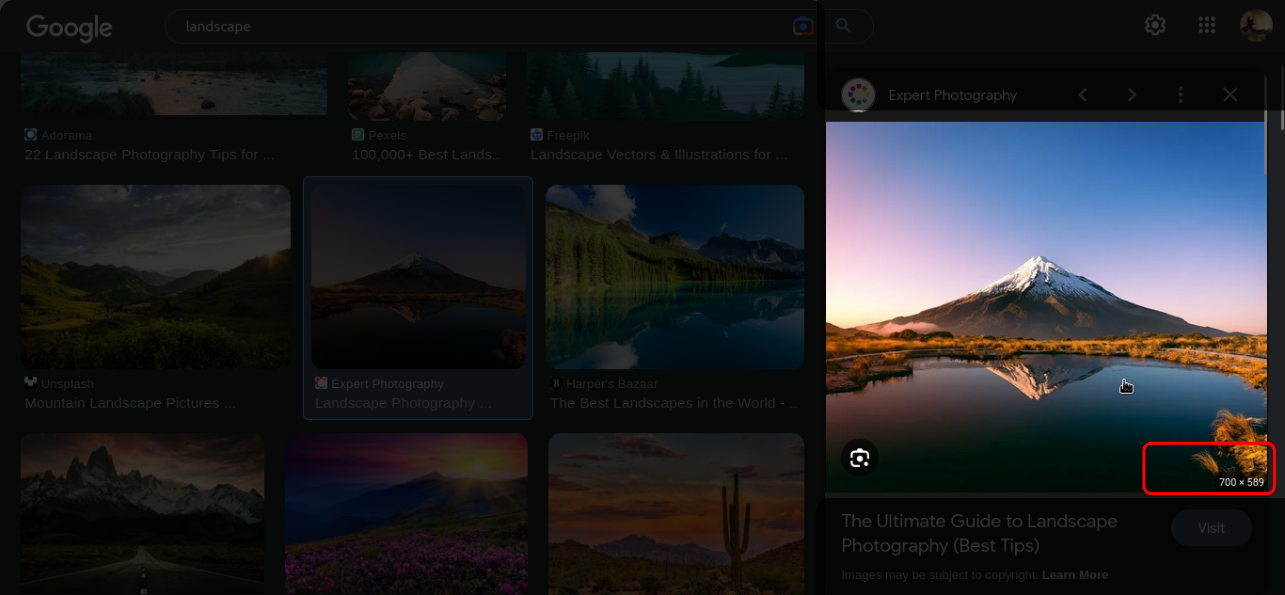 Google
landscape
Expert Photography
Adorama
22 Landscape Photography Tips for ...
Pexels
100,000+ Best Lands..
Freepik
Landscape Vectors & Illustrations for ...
Unsplash
Mountain Landscape Pictures ...
Expert Photography
Landscape Photography ...
Harper's Bazaar
The Best Landscapes in the World - ..
700 × 589
The Ultimate Guide to Landscape
Photography (Best Tips)
Visit
Images may be subject to copyright. Learn More